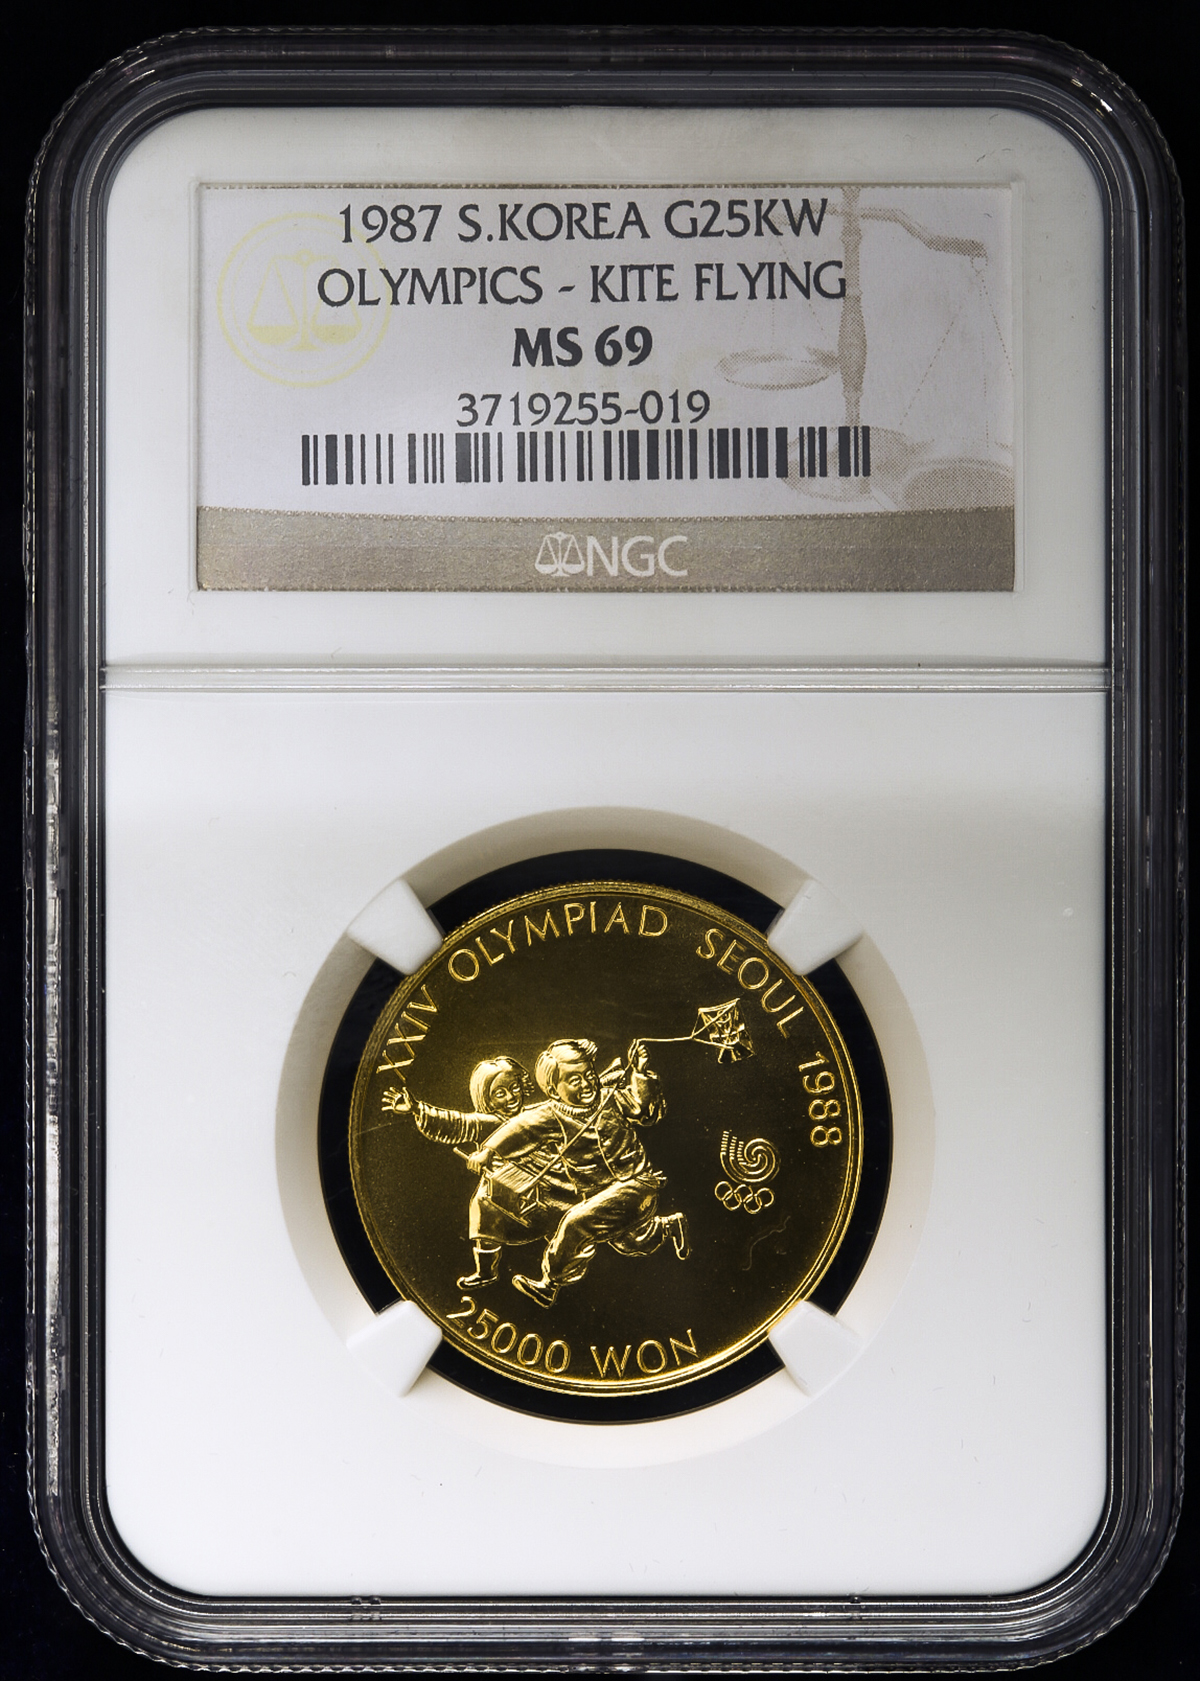 1987 S.KOREA G25KW
OLYMPICS - KITE FLYING
MS 69
3719255-019
NGC
XXIV OLYMPIAD SEOUL 1988
25000 WON